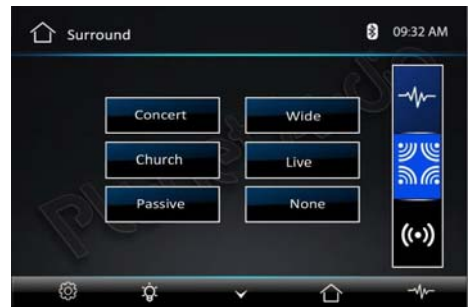 Surround
09:32 AM
Concert
Wide
Church
Live
Passive
None